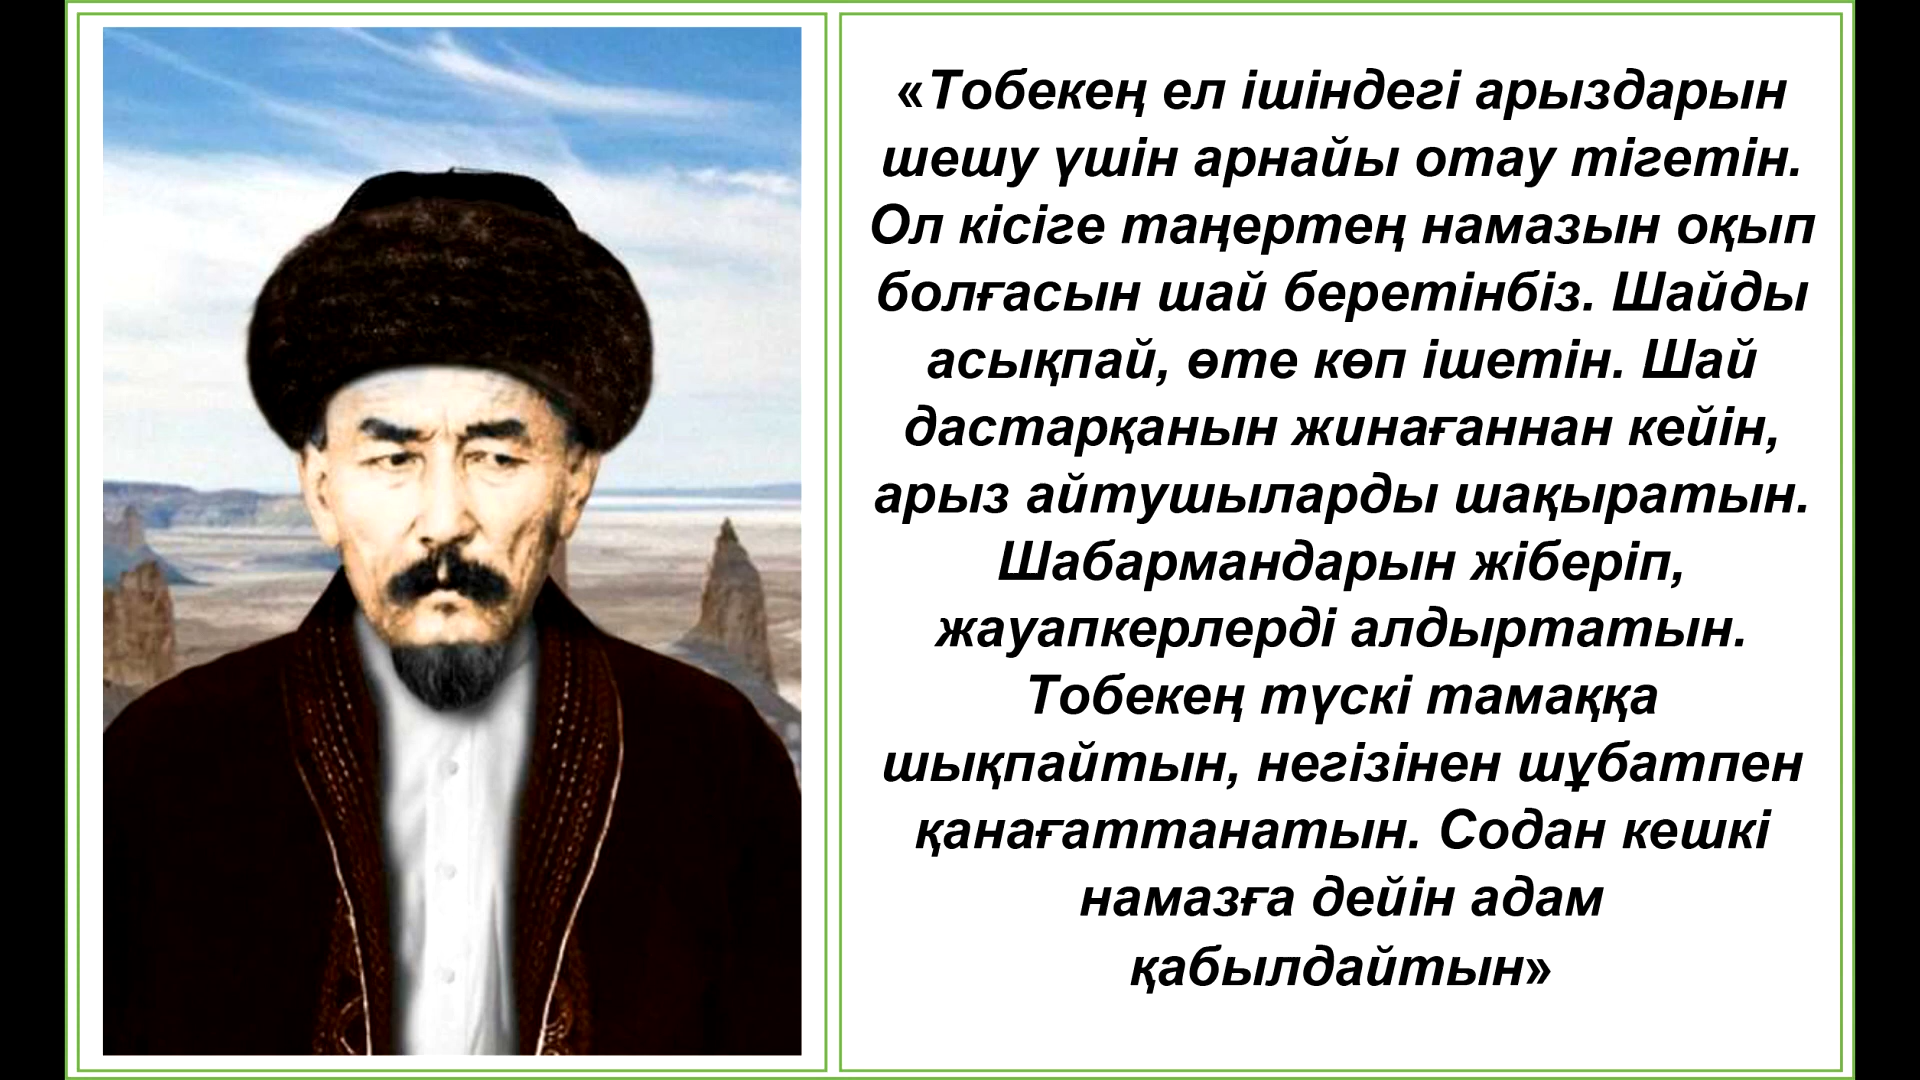 «Тобекең ел ішіндегі арыздарын
шешу үшін арнайы отау тігетін.
Ол кісіге таңертең намазын оқып
болғасын шай беретінбіз. Шайды
асықпай, өте көп ішетін. Шай
дастарқанын жинағаннан кейін,
арыз айтушыларды шақыратын.
Шабармандарын жіберіп,
жауапкерлерді алдыртатын.
Тобекең түскі тамаққа
шықпайтын, негізінен шұбатпен
қанағаттанатын. Содан кешкі
намазға дейін адам
қабылдайтын»